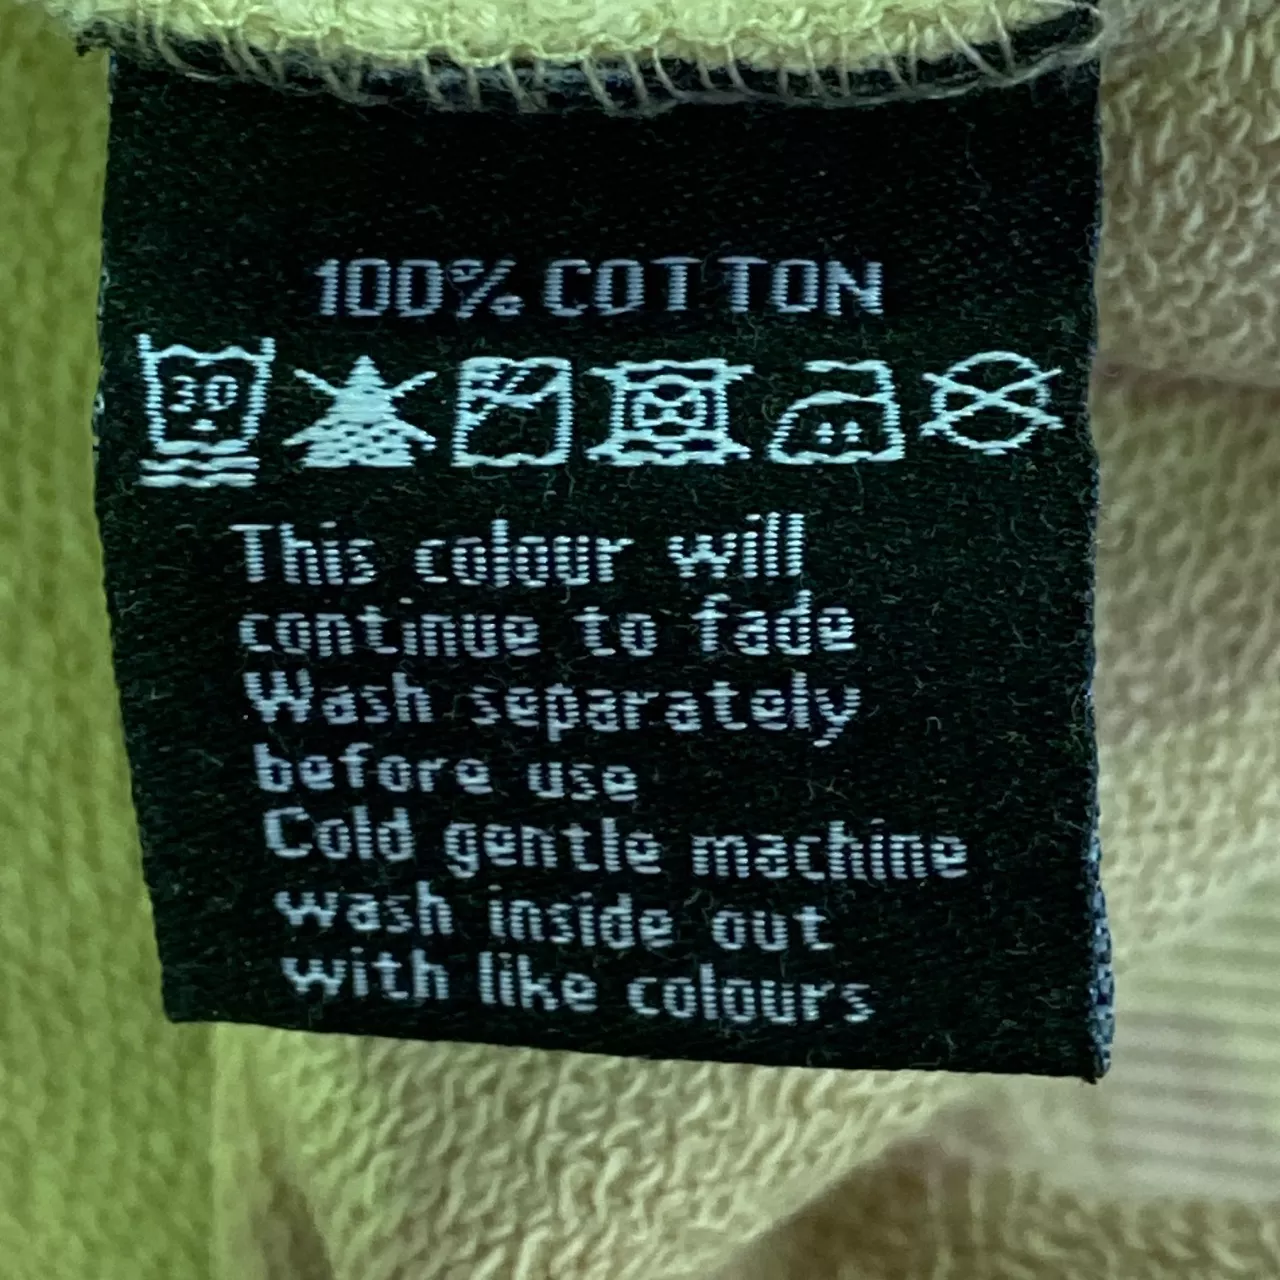 100% COTTON
30
This colour will
continue to fade
Wash separately
before use
Cold gentle machine
wash inside out
with like colours